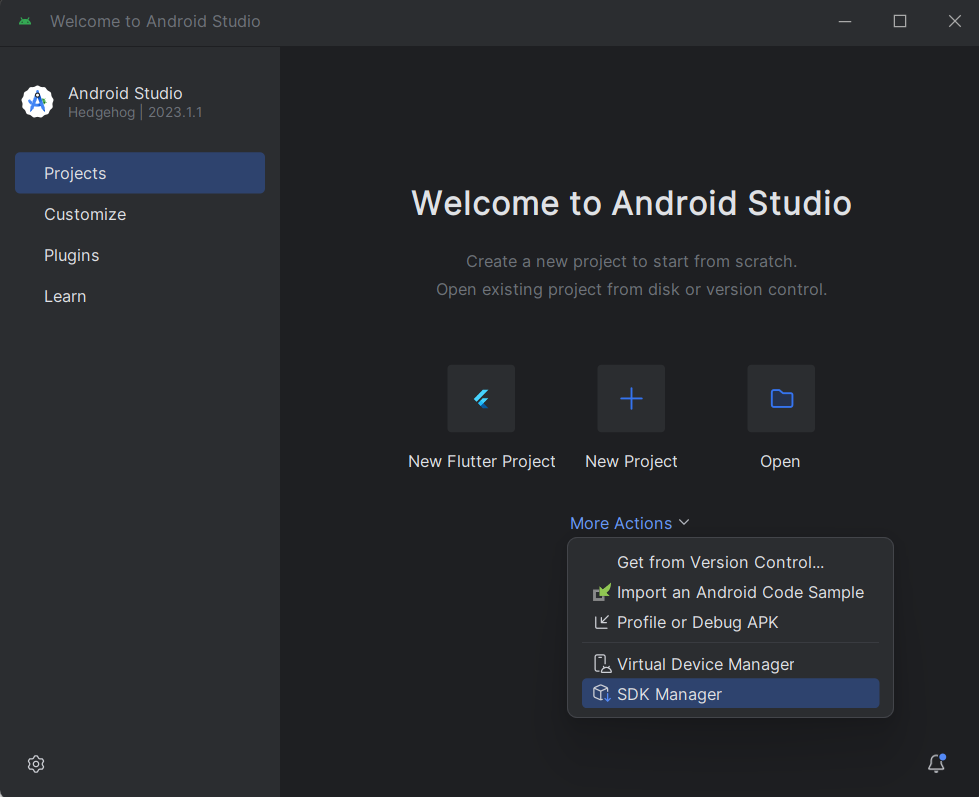 Welcome to Android Studio
Android Studio
Hedgehog | 2023.1.1
Projects
Customize
Plugins
Learn
Welcome to Android Studio
Create a new project to start from scratch.
Open existing project from disk or version control.
New Flutter Project
New Project
Open
More Actions
Get from Version Control...
Import an Android Code Sample
Profile or Debug APK
Virtual Device Manager
SDK Manager